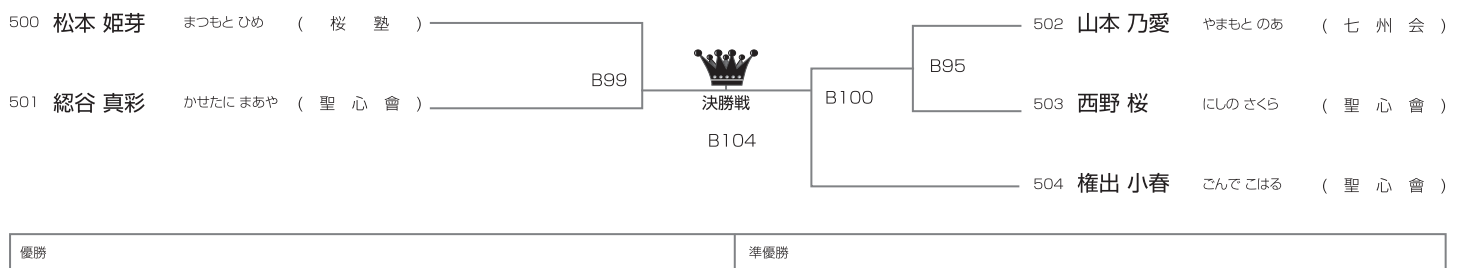 500 松本 姫芽 まつもと ひめ ( 桜 塾 )
501 綛谷 真彩 かせたに まあや ( 聖 心 會 )
B99
決勝戦
B104
B100
B95
502 山本 乃愛 やまもと のあ ( 七 州 会 )
503 西野 桜 にしの さくら ( 聖 心 會 )
504 権出 小春 ごんで こはる ( 聖 心 會 )
優勝
準優勝